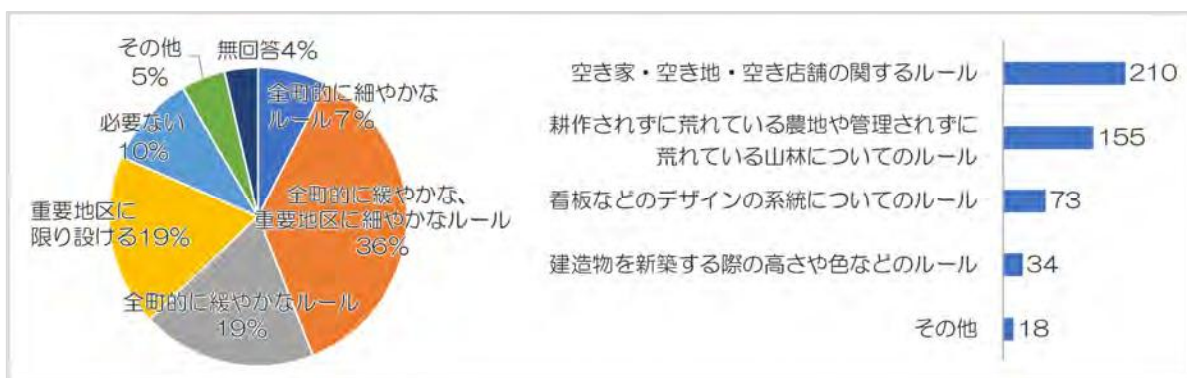 その他
5%
無回答4%
全町的に細やかな
ルール7%
必要ない
10%
全町的に緩やかな、
重要地区に細やかなルール
36%
重要地区に
限り設ける19%
全町的に緩やかなルール
19%
空き家・空き地・空き店舗の関するルール
210
耕作されずに荒れている農地や管理されずに
荒れている山林についてのルール
155
看板などのデザインの系統についてのルール
73
建造物を新築する際の高さや色などのルール
34
その他
18